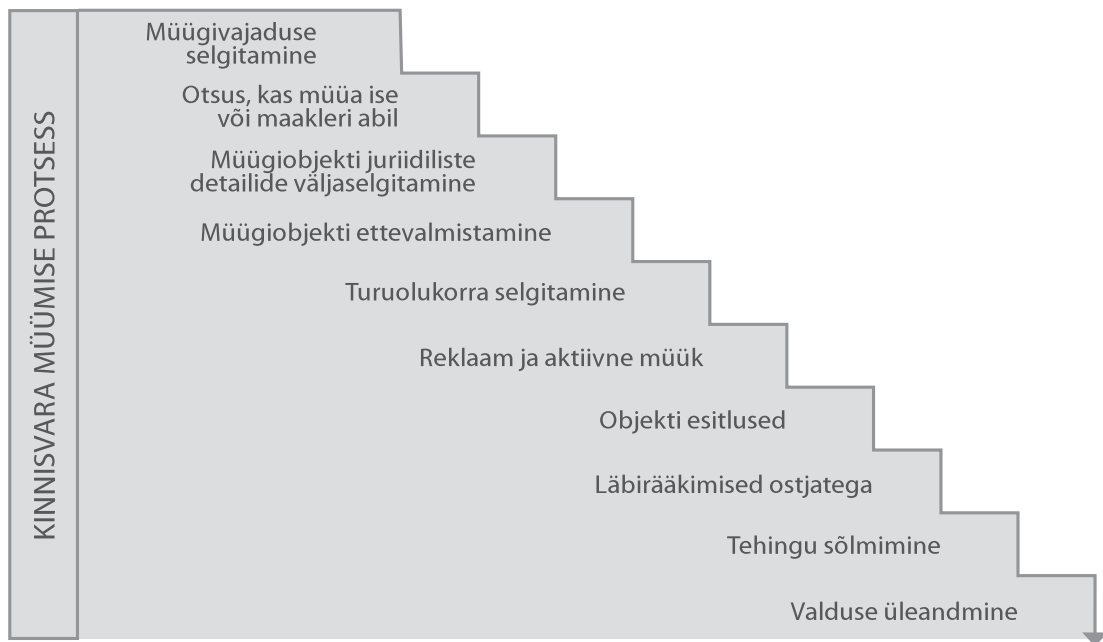 KINNISVARA MÜÜMISE PROTSESS
Müügivajaduse
selgitamine
Otsus, kas müüa ise
või maakleri abil
Müügiobjekti juriidiliste
detailide väljaselgitamine
Müügiobjekti ettevalmistamine
Turuolukorra selgitamine
Reklaam ja aktiivne müük
Objekti esitlused
Läbirääkimised ostjatega
Tehingu sõlmimine
Valduse üleandmine